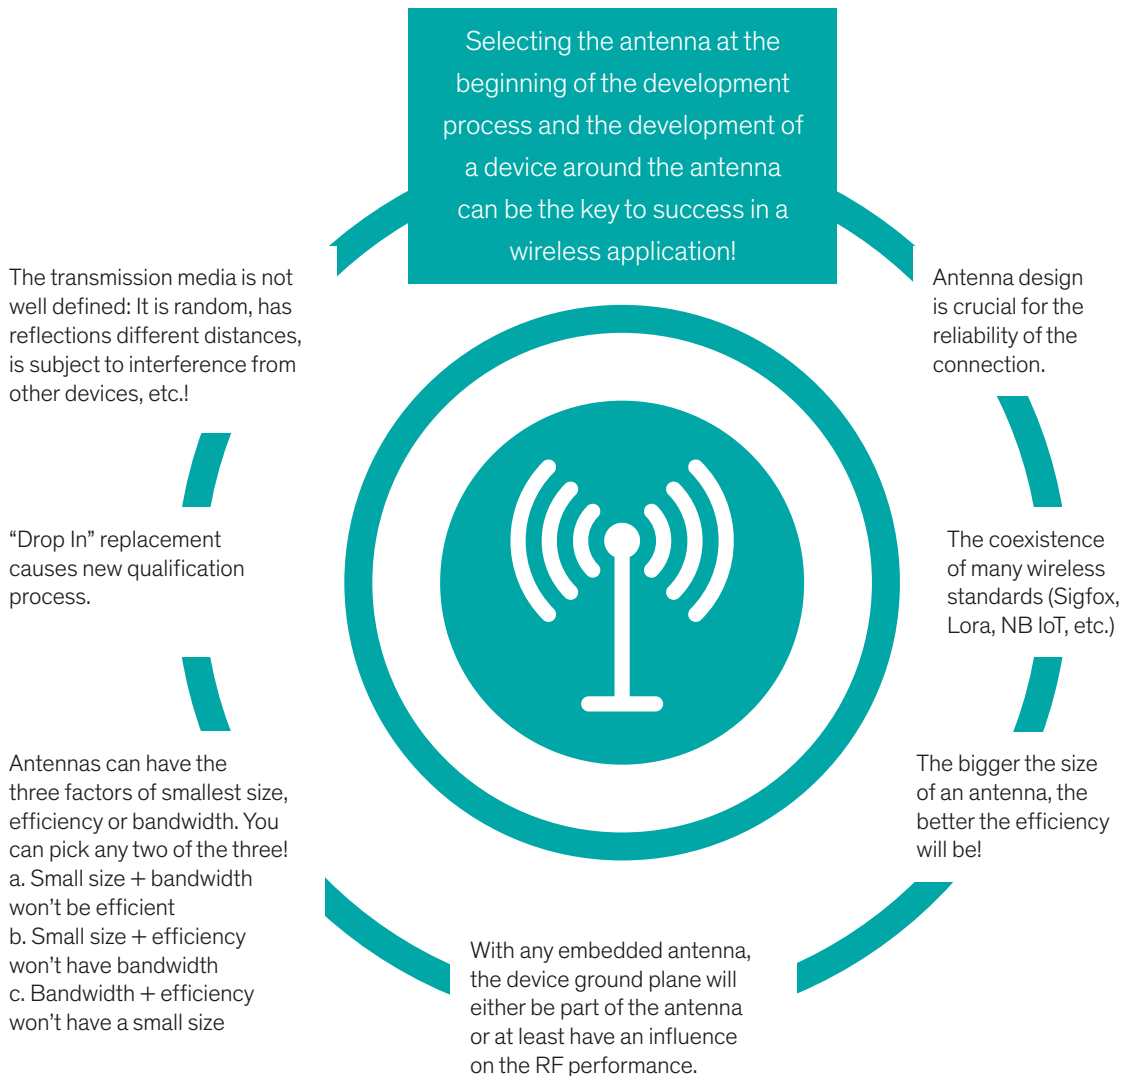 Selecting the antenna at the
beginning of the development
process and the development of
a device around the antenna
can be the key to success in a
wireless application!
Antenna design
is crucial for the
reliability of the
connection.
The coexistence
of many wireless
standards (Sigfox,
Lora, NB IoT, etc.)
The bigger the size
of an antenna, the
better the efficiency
will be!
With any embedded antenna,
the device ground plane will
either be part of the antenna
or at least have an influence
on the RF performance.
Antennas can have the
three factors of smallest size,
efficiency or bandwidth. You
can pick any two of the three!
a. Small size + bandwidth
won’t be efficient
b. Small size + efficiency
won’t have bandwidth
c. Bandwidth + efficiency
won’t have a small size
“Drop In” replacement
causes new qualification
process.
The transmission media is not
well defined: It is random, has
reflections different distances,
is subject to interference from
other devices, etc.!